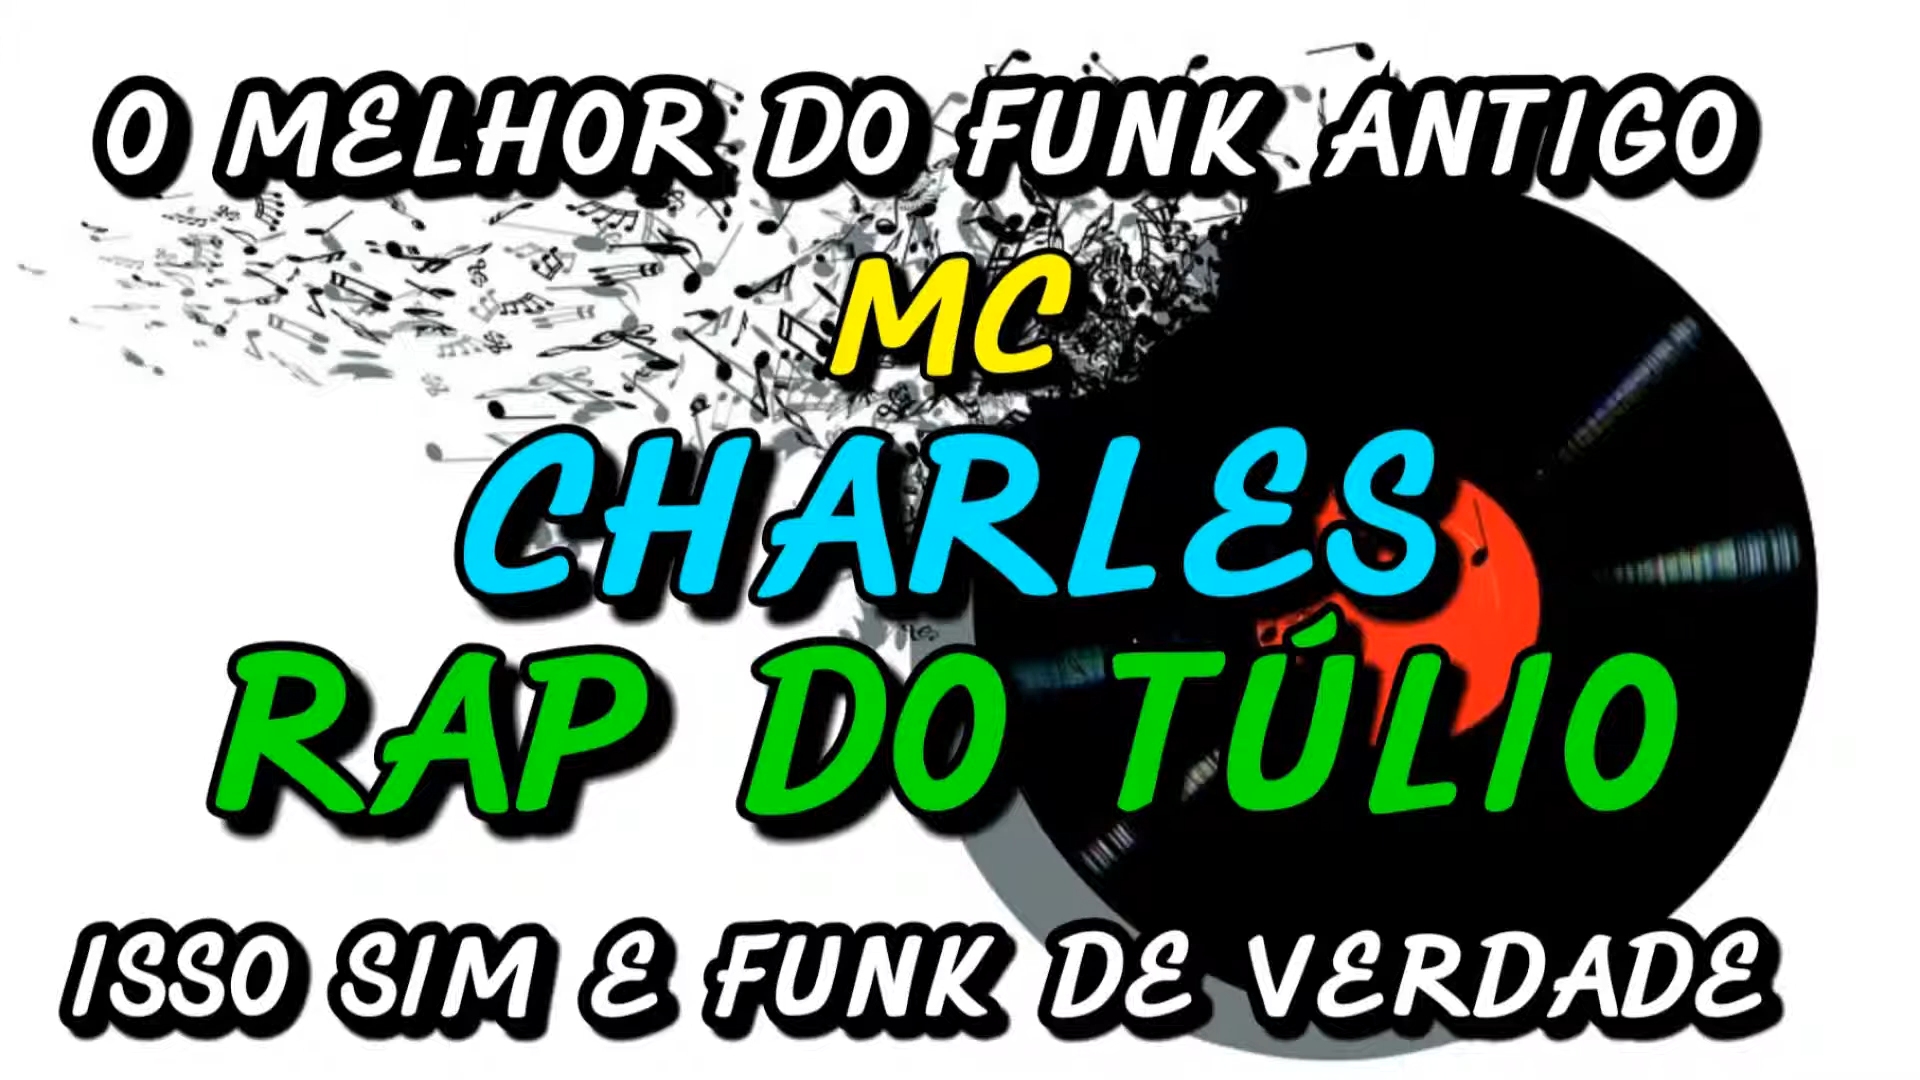 O MELHOR DO FUNK ANTIGO
MC
CHARLES
RAP DO TÚLIO
ISSO SIM E FUNK DE VERDADE